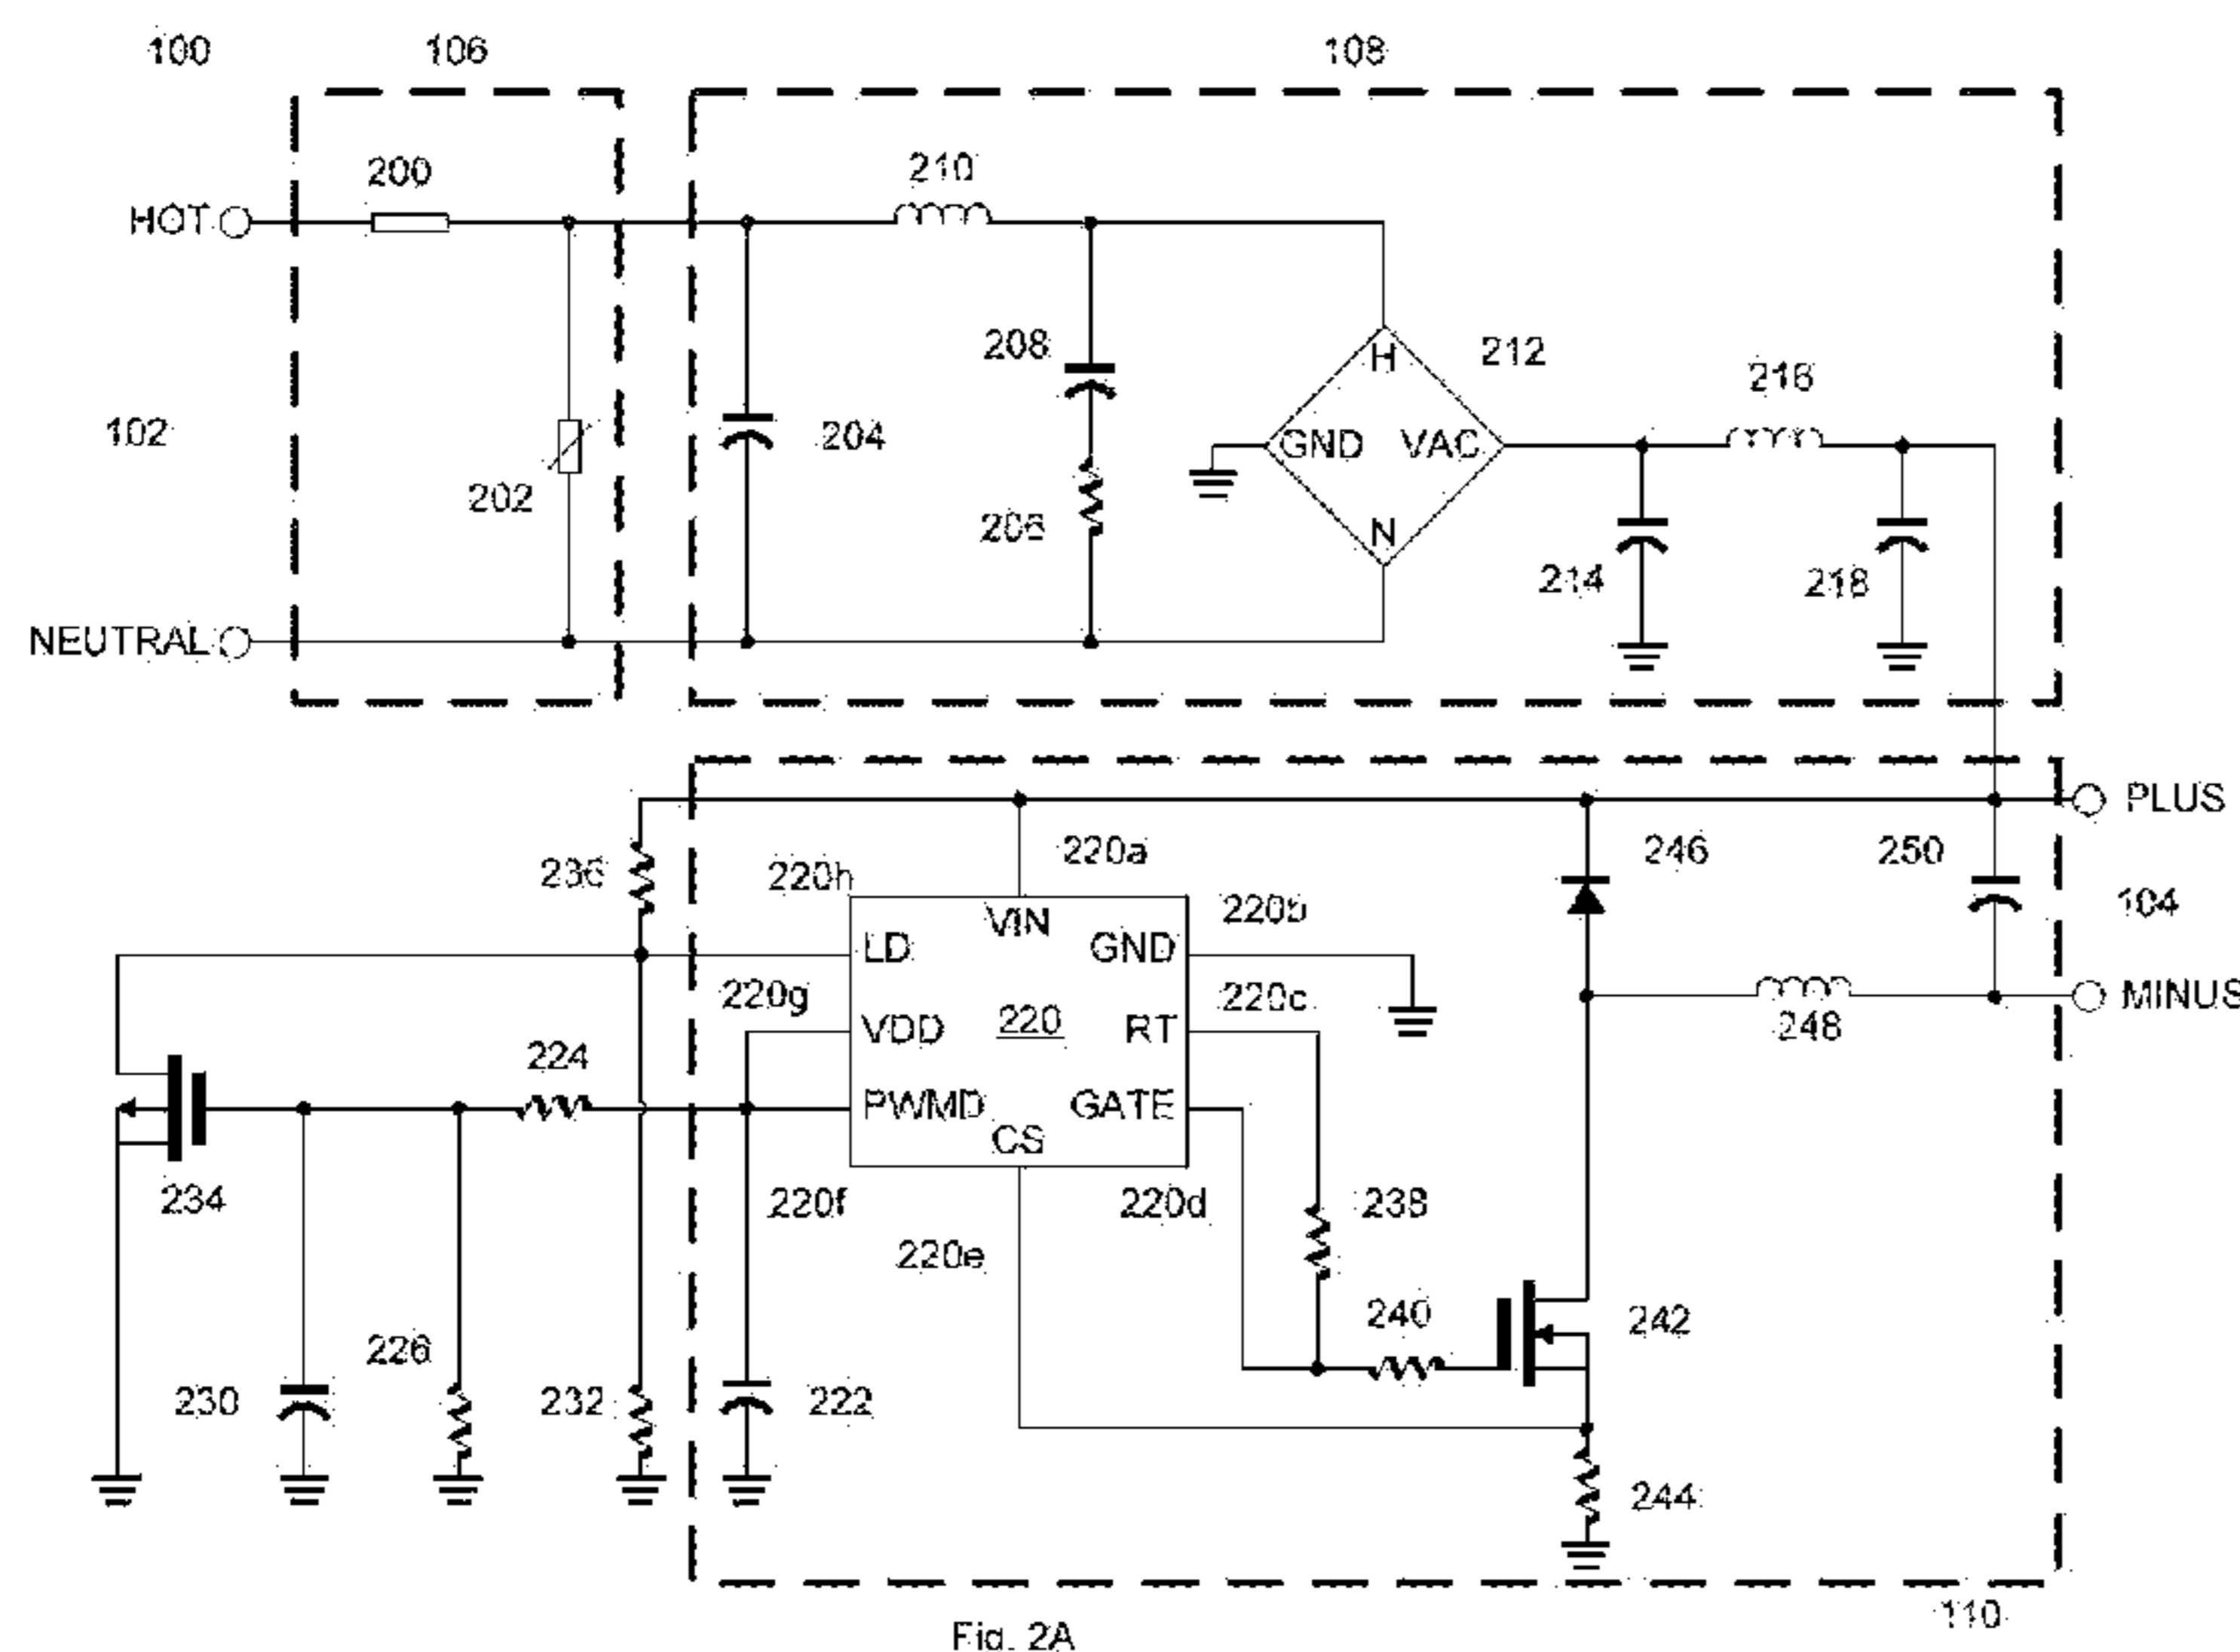 100 106 108
200 210
HOT
208 H 212 216
102 204 GND VAC
202 206 N
214 218
NEUTRAL
PLUS
236 220h 220a 246 250
VIN 220b 104
LD GND
220g 220c MINUS
VDD 220 RT 248
224
PWMD GATE
CS
234 220f 220d 238
220e
240 242
226
230 232 222
244
110
Fig. 2A